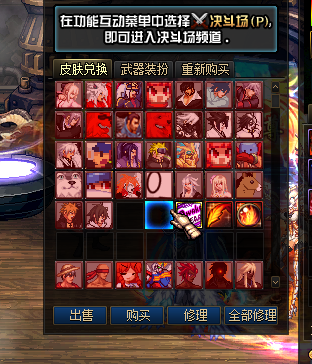 在功能互动菜单中选择 决斗场(P),
即可进入决斗场频道 .
皮肤兑换 武器装扮 重新购买
出售 购买 修理 全部修理